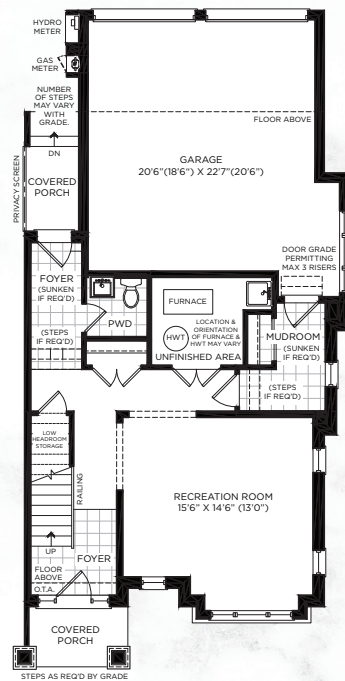 HYDRO
METER
GAS
METER
NUMBER
OF STEPS
MAY VARY
WITH
GRADE.
DN
PRIVACY SCREEN
COVERED
PORCH
FLOOR ABOVE
GARAGE
20'6"(18'6") X 22'7"(20'6")
DOOR GRADE
PERMITTING
MAX 3 RISERS
FOYER
(SUNKEN
IF REQ'D)
(STEPS
IF REQ'D)
PWD
FURNACE
HWT
LOCATION &
ORIENTATION
OF FURNACE &
HWT MAY VARY
UNFINISHED AREA
MUDROOM
(SUNKEN
IF REQ'D)
(STEPS
IF REQ'D)
LOW
HEADROOM
STORAGE
RAILING
RECREATION ROOM
15'6" X 14'6" (13'0")
UP
FOYER
FLOOR
ABOVE
O.T.A.
COVERED
PORCH
STEPS AS REQ'D BY GRADE